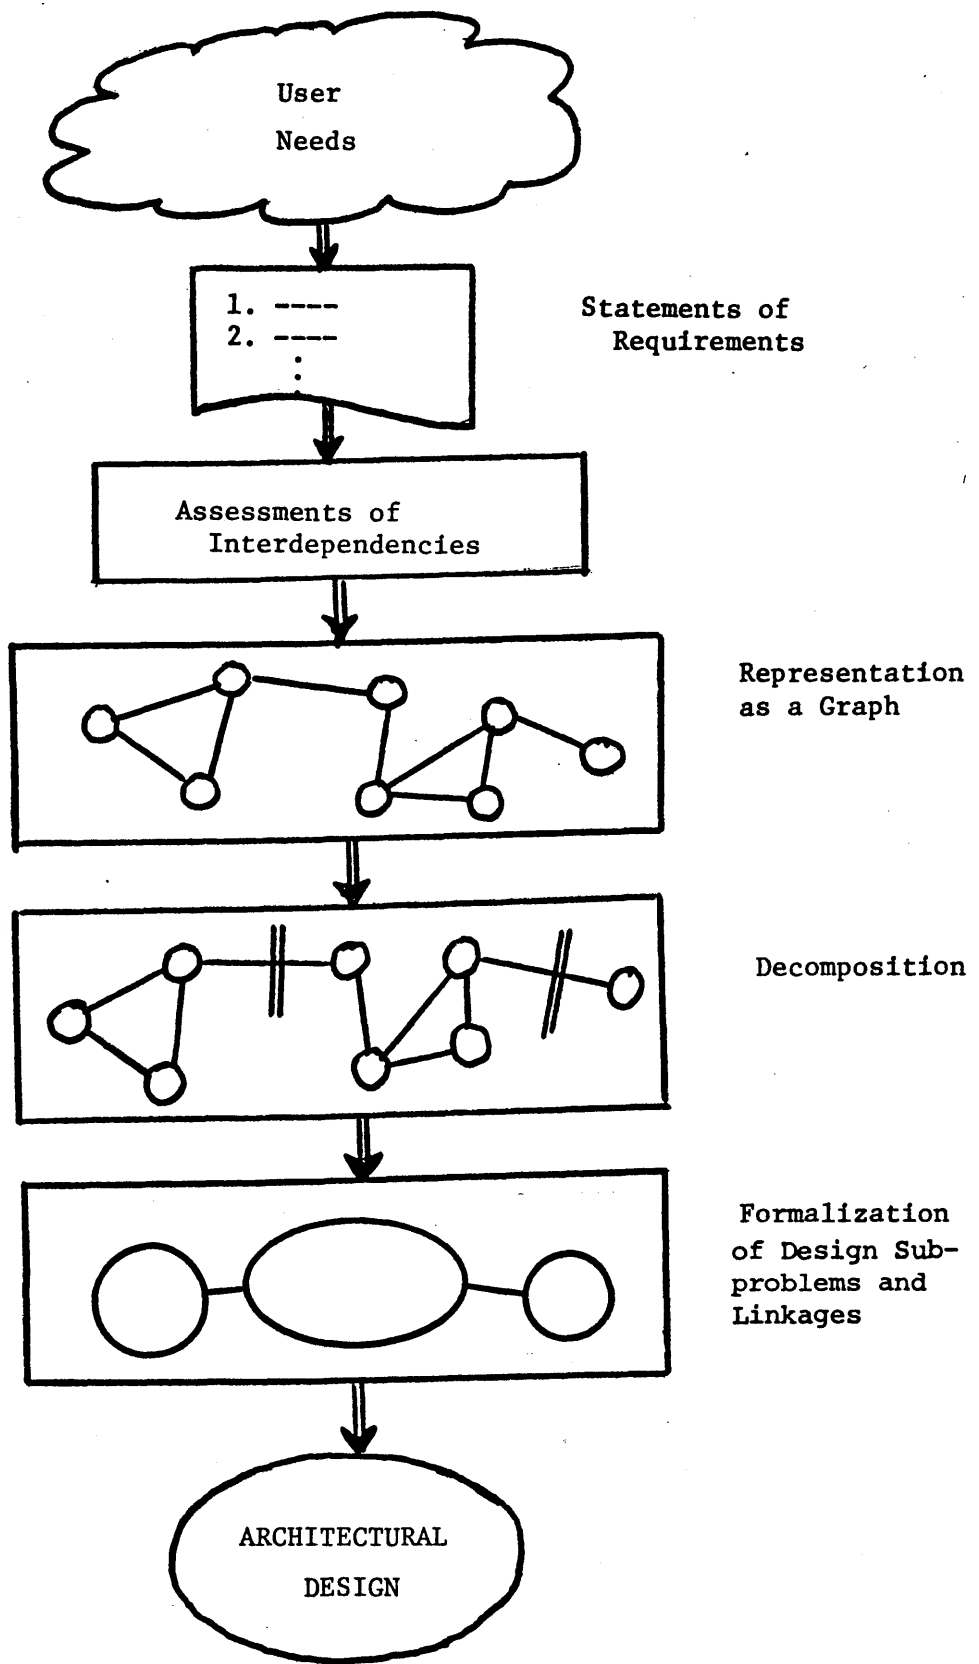 User
Needs
1. ----
2. ----
Statements of
Requirements
Assessments of
Interdependencies
Representation
as a Graph
Decomposition
Formalization
of Design Sub-
problems and
Linkages
ARCHITECTURAL
DESIGN